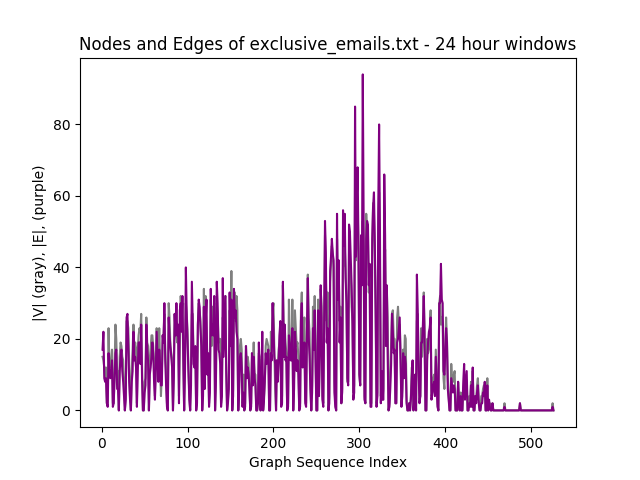 Nodes and Edges of exclusive_emails.txt - 24 hour windows
|V| (gray), |E|, (purple)
80
60
40
20
0
0 100 200 300 400 500
Graph Sequence Index